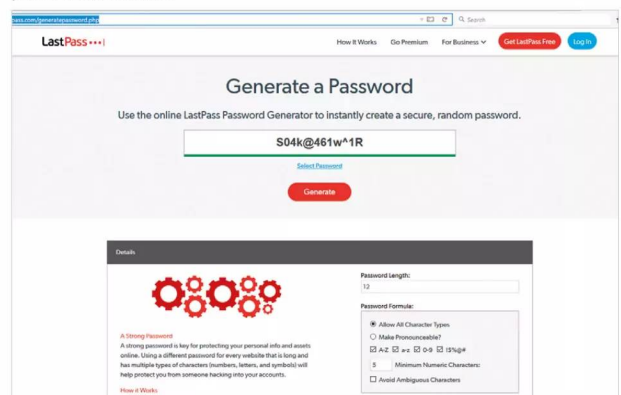 pass.com/generatepassword.php
Search
LastPass
How It Works
Go Premium
For Business
Get LastPass Free
Log In
Generate a Password
Use the online LastPass Password Generator to instantly create a secure, random password.
S04k@461w^1R
Select Password
Generate
Details
A Strong Password
A strong password is key for protecting your personal info and assets
online. Using a different password for every website that is long and
has multiple types of characters (numbers, letters, and symbols) will
help protect you from someone hacking into your accounts.
How it Works
Password Length:
12
Password Formula:
Allow All Character Types
Make Pronounceable?
A-Z a-z 0-9 !$%@#
5 Minimum Numeric Characters:
Avoid Ambiguous Characters